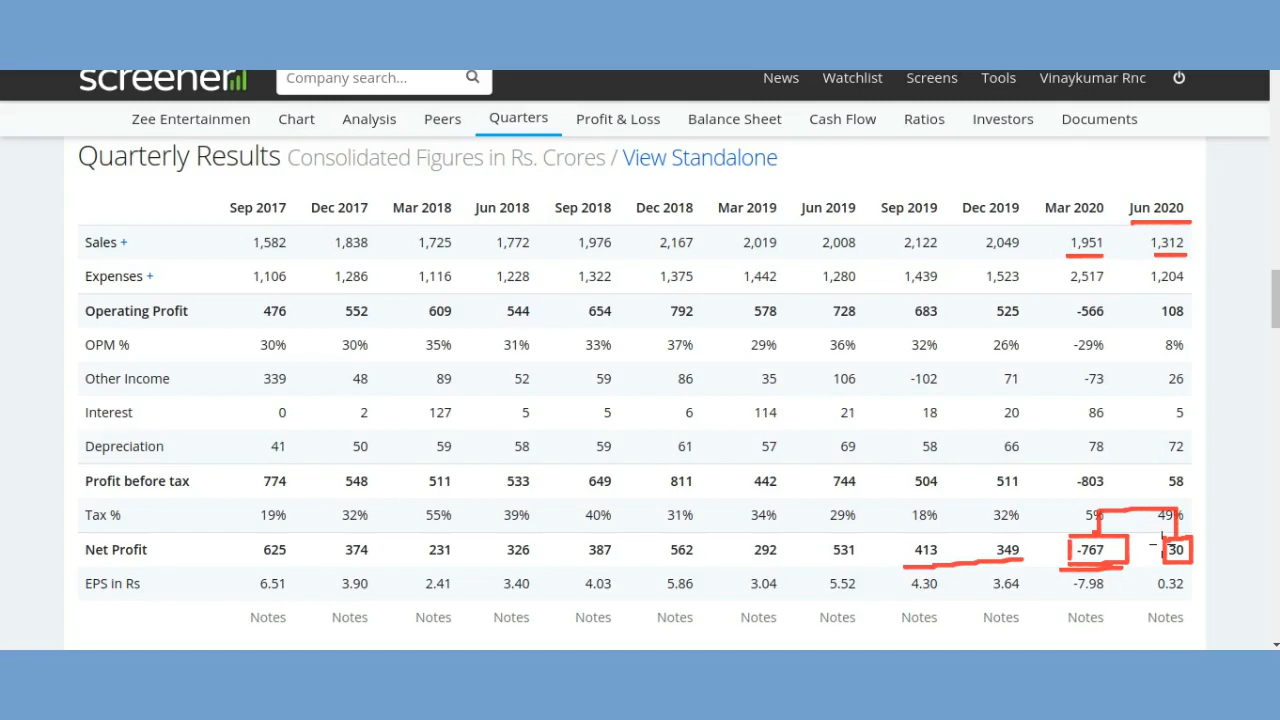 screener
Company search...
News Watchlist Screens Tools Vinaykumar Rnc
Zee Entertainmen Chart Analysis Peers Quarters Profit & Loss Balance Sheet Cash Flow Ratios Investors Documents
Quarterly Results Consolidated Figures in Rs. Crores / View Standalone
Sep 2017 Dec 2017 Mar 2018 Jun 2018 Sep 2018 Dec 2018 Mar 2019 Jun 2019 Sep 2019 Dec 2019 Mar 2020 Jun 2020
Sales + 1,582 1,838 1,725 1,772 1,976 2,167 2,019 2,008 2,122 2,049 1,951 1,312
Expenses + 1,106 1,286 1,116 1,228 1,322 1,375 1,442 1,280 1,439 1,523 2,517 1,204
Operating Profit 476 552 609 544 654 792 578 728 683 525 -566 108
OPM % 30% 30% 35% 31% 33% 37% 29% 36% 32% 26% -29% 8%
Other Income 339 48 89 52 59 86 35 106 -102 71 -73 26
Interest 0 2 127 5 5 6 114 21 18 20 86 5
Depreciation 41 50 59 58 59 61 57 69 58 66 78 72
Profit before tax 774 548 511 533 649 811 442 744 504 511 -803 58
Tax % 19% 32% 55% 39% 40% 31% 34% 29% 18% 32% 5% 49%
Net Profit 625 374 231 326 387 562 292 531 413 349 -767 30
EPS in Rs 6.51 3.90 2.41 3.40 4.03 5.86 3.04 5.52 4.30 3.64 -7.98 0.32
Notes Notes Notes Notes Notes Notes Notes Notes Notes Notes Notes Notes